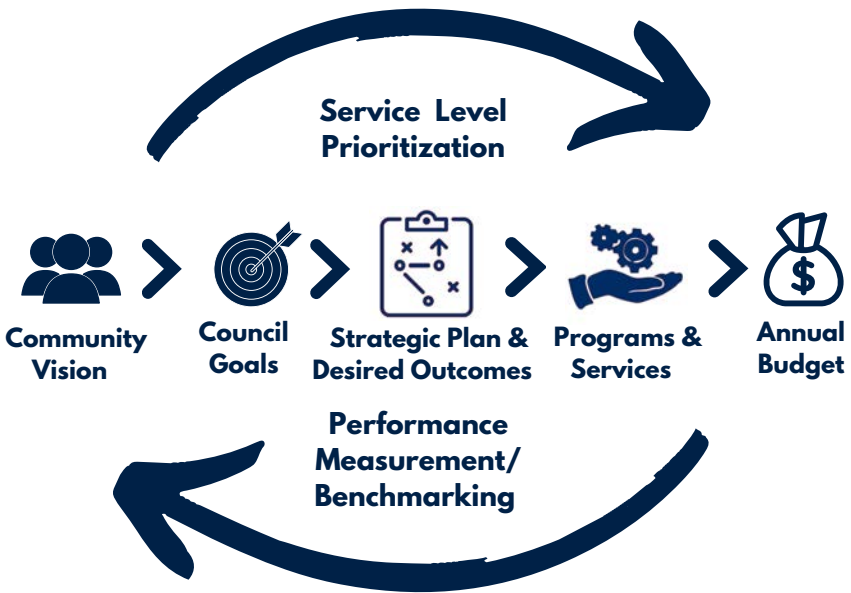 Service Level
Prioritization
Community
Vision
Council
Goals
Strategic Plan &
Desired Outcomes
Programs &
Services
$
Annual
Budget
Performance
Measurement/
Benchmarking